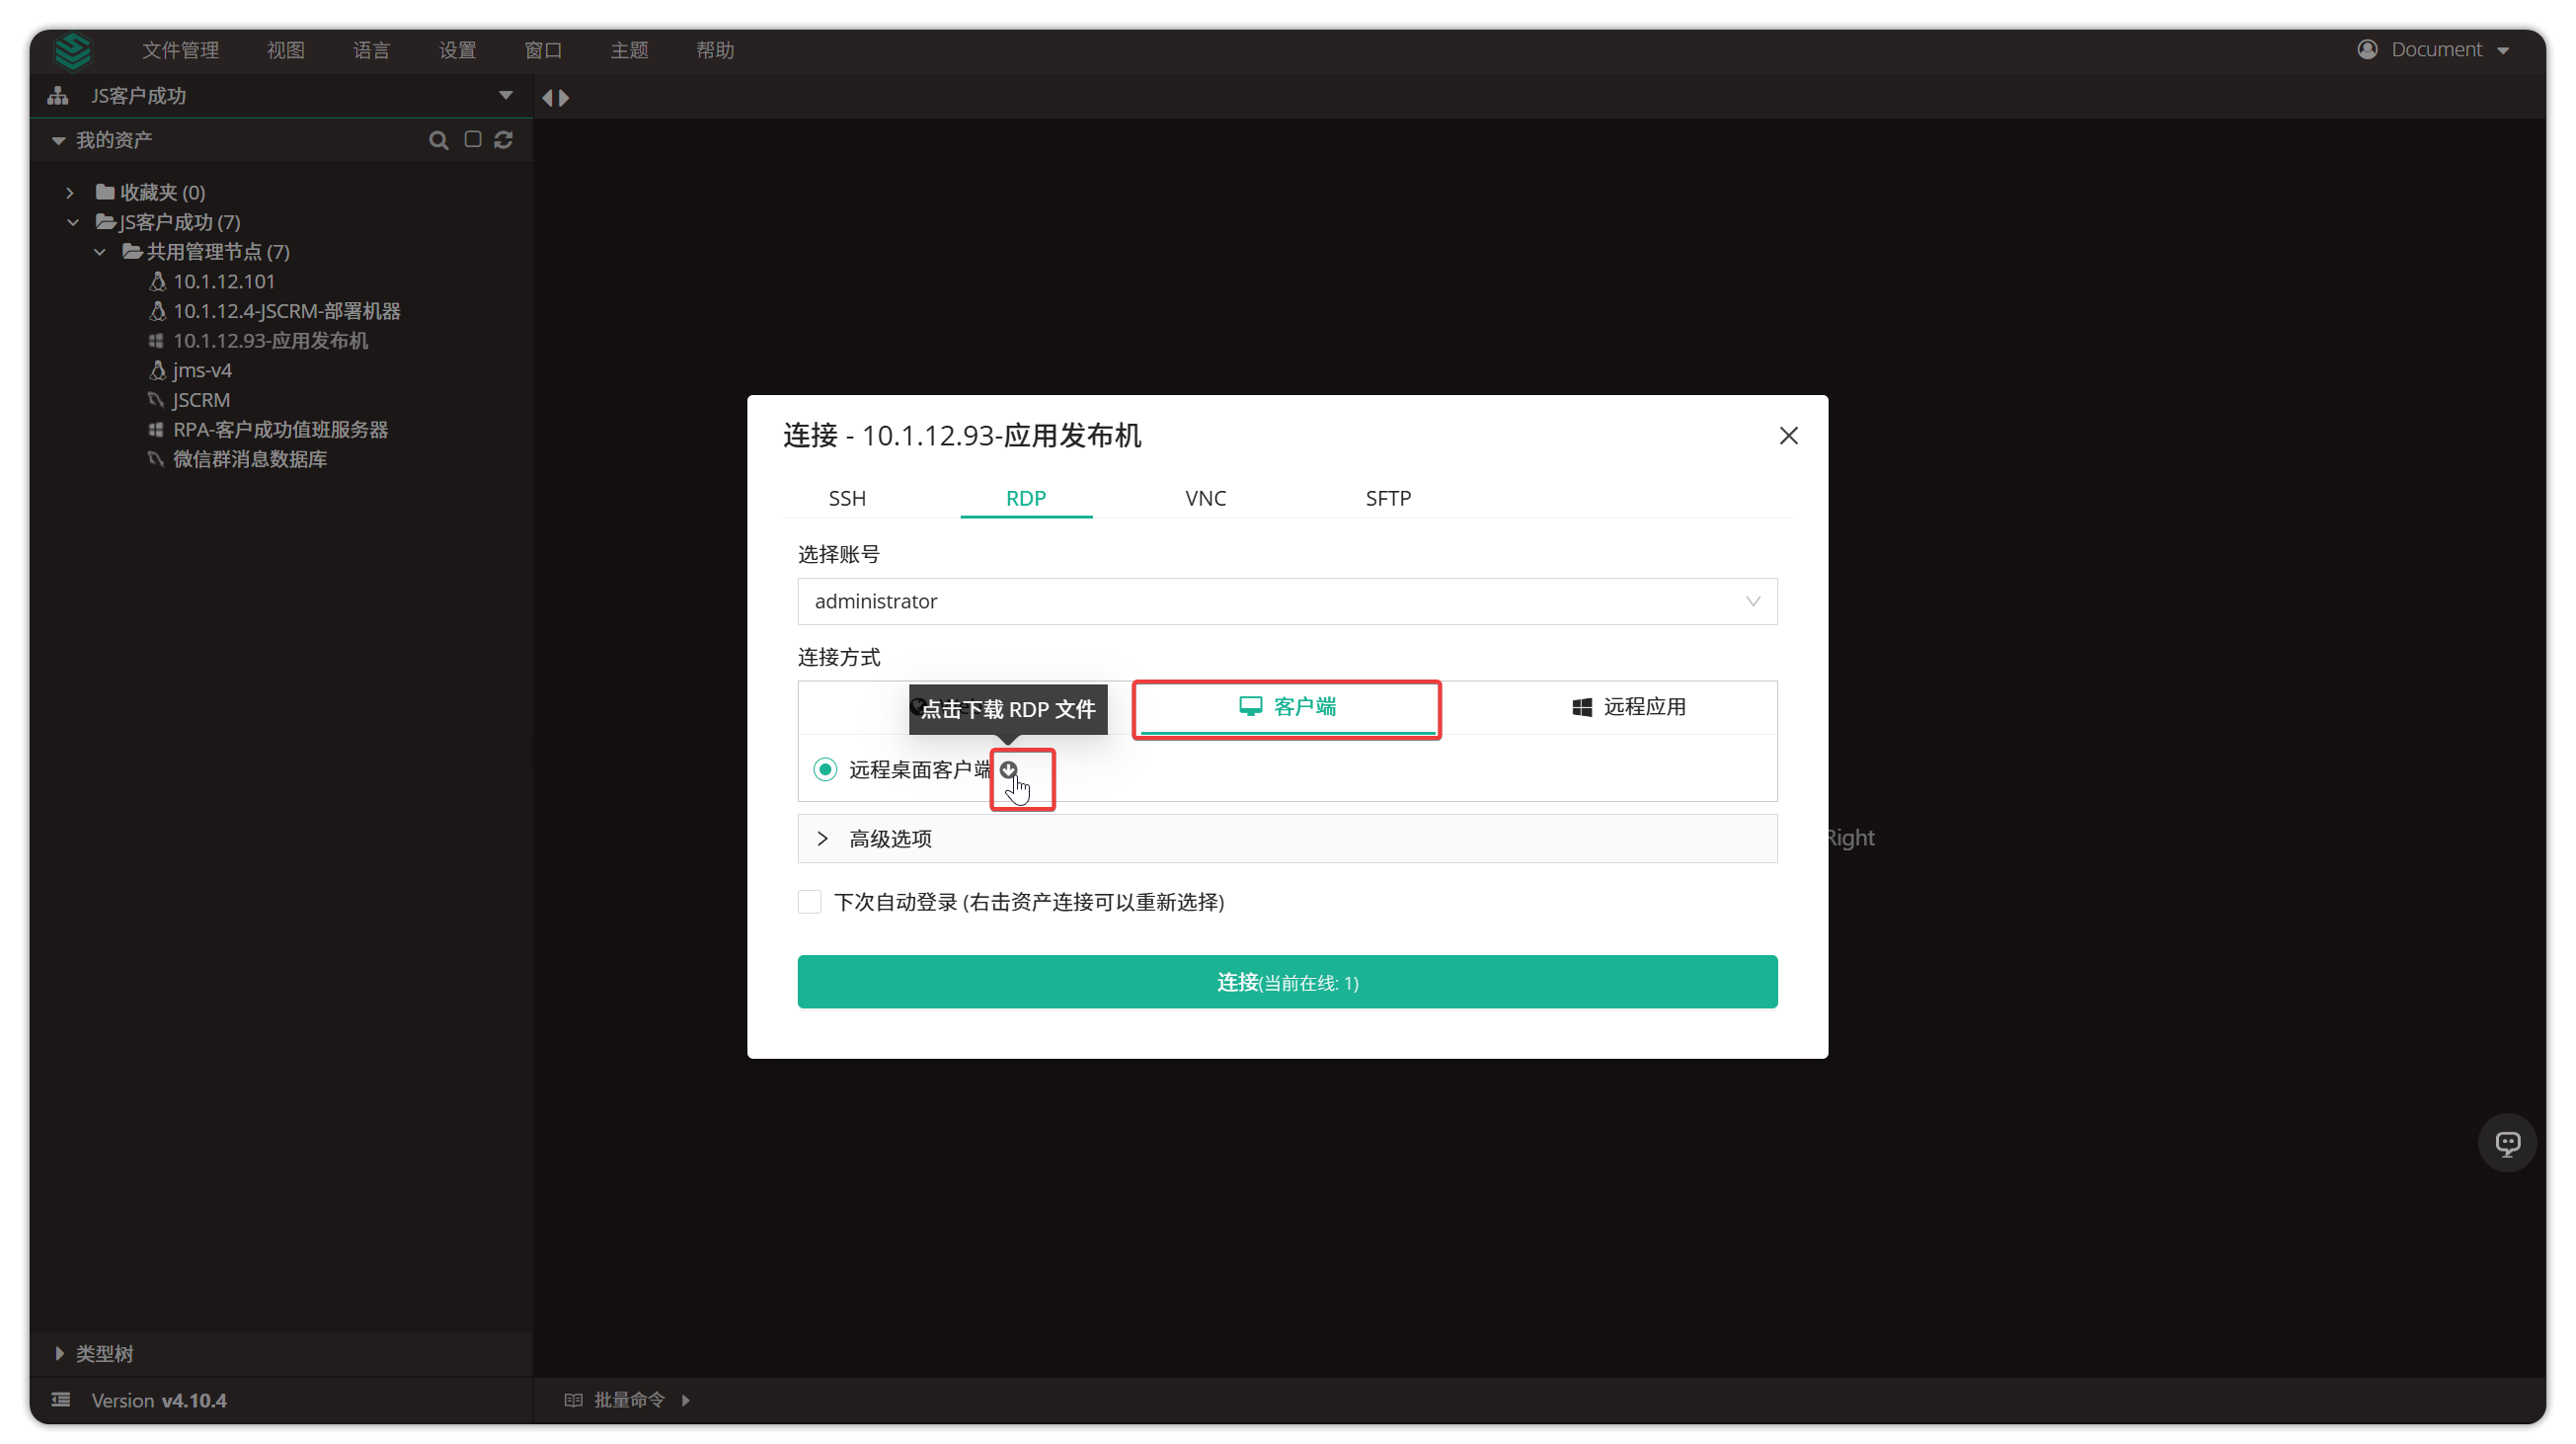 文件管理 视图 语言 设置 窗口 主题 帮助 Document
JS客户成功
我的资产
收藏夹 (0)
JS客户成功 (7)
共用管理节点 (7)
10.1.12.101
10.1.12.4-JSCRM-部署机器
10.1.12.93-应用发布机
jms-v4
JSCRM
RPA-客户成功值班服务器
微信群消息数据库
连接 - 10.1.12.93-应用发布机
SSH RDP VNC SFTP
选择账号
administrator
连接方式
点击下载 RDP 文件 客户端 远程应用
远程桌面客户端
高级选项
Right
下次自动登录 (右击资产连接可以重新选择)
连接(当前在线: 1)
类型树
Version v4.10.4 批量命令